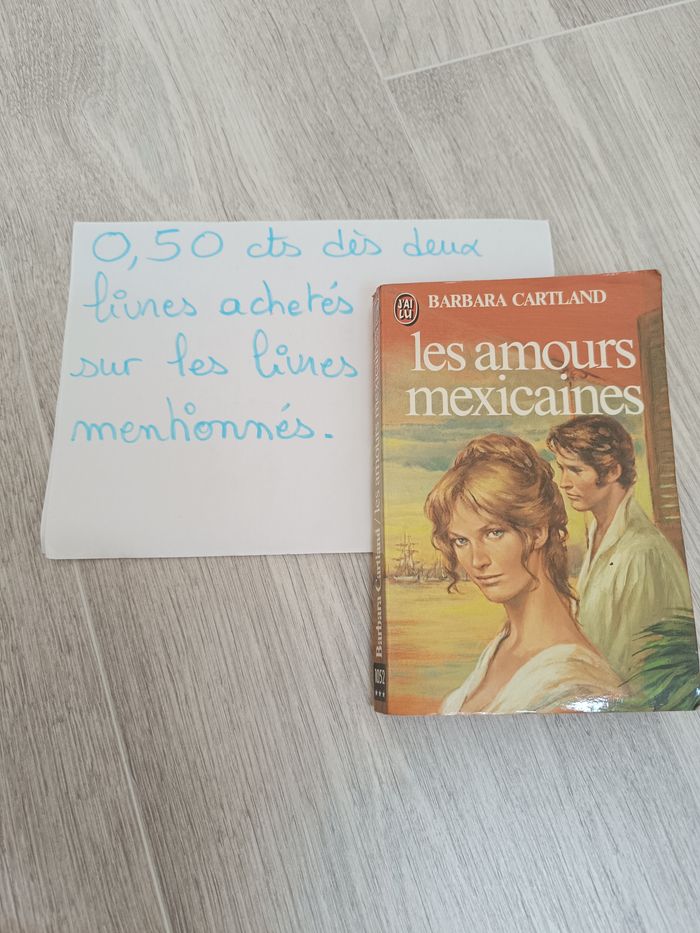 0,50 cts dès deux
livres achetés
sur les livres
mentionnés.
J'AI
LU
BARBARA CARTLAND
les amours
mexicaines
Barbara Cartland / les amours mexicaines
1052
***